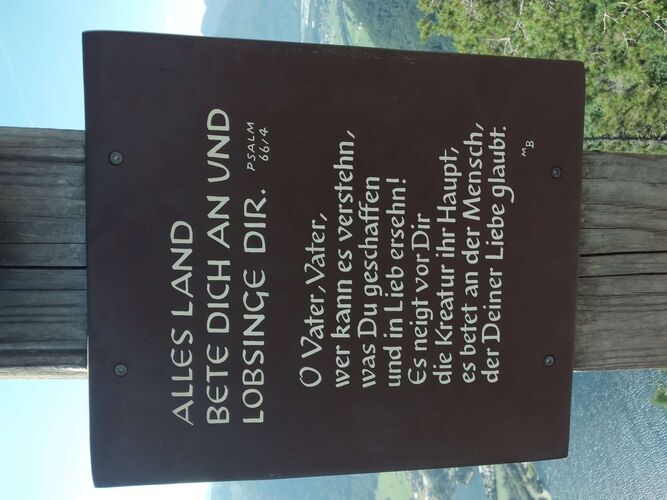 ALLES LAND
BETE DICH AN UND
LOBSINGE DIR. PSALM
66/4
O Vater, Vater,
wer kann es verstehn,
was Du geschaffen
und in Lieb ersehn!
Es neigt vor Dir
die Kreatur ihr Haupt,
es betet an der Mensch,
der Deiner Liebe glaubt.
MB